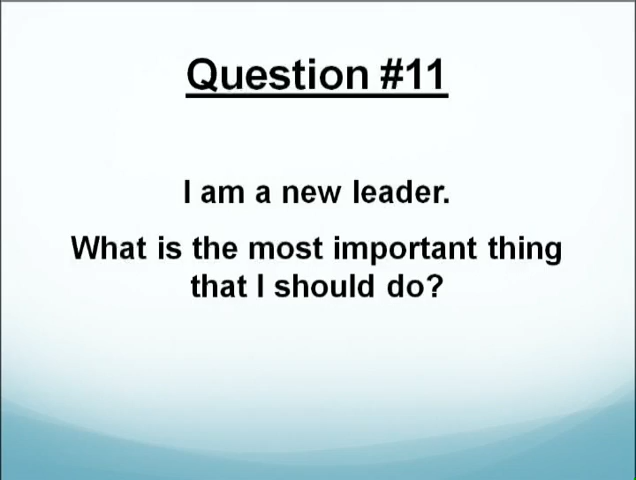 Question #11
I am a new leader.
What is the most important thing
that I should do?